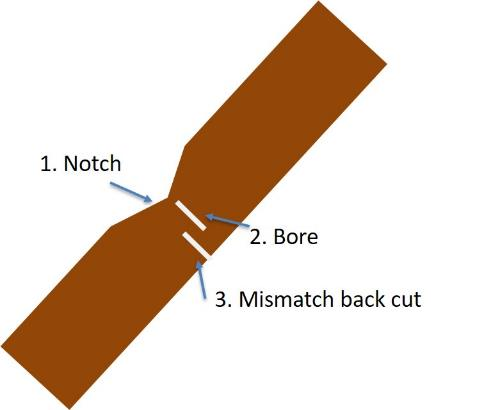 1. Notch
2. Bore
3. Mismatch back cut